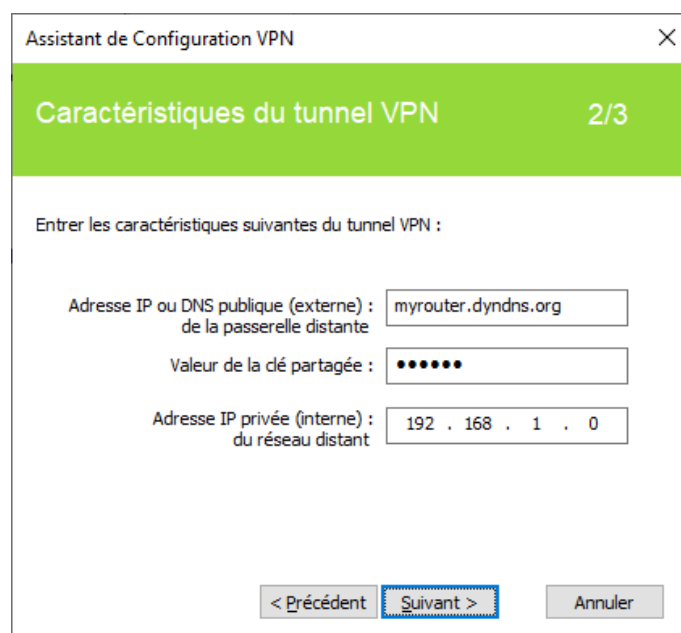 Assistant de Configuration VPN
Caractéristiques du tunnel VPN 2/3
Entrer les caractéristiques suivantes du tunnel VPN :
Adresse IP ou DNS publique (externe) : myrouter.dyndns.org
de la passerelle distante
Valeur de la clé partagée : ●●●●●●
Adresse IP privée (interne) : 192 . 168 . 1 . 0
du réseau distant
< Précédent Suivant > Annuler